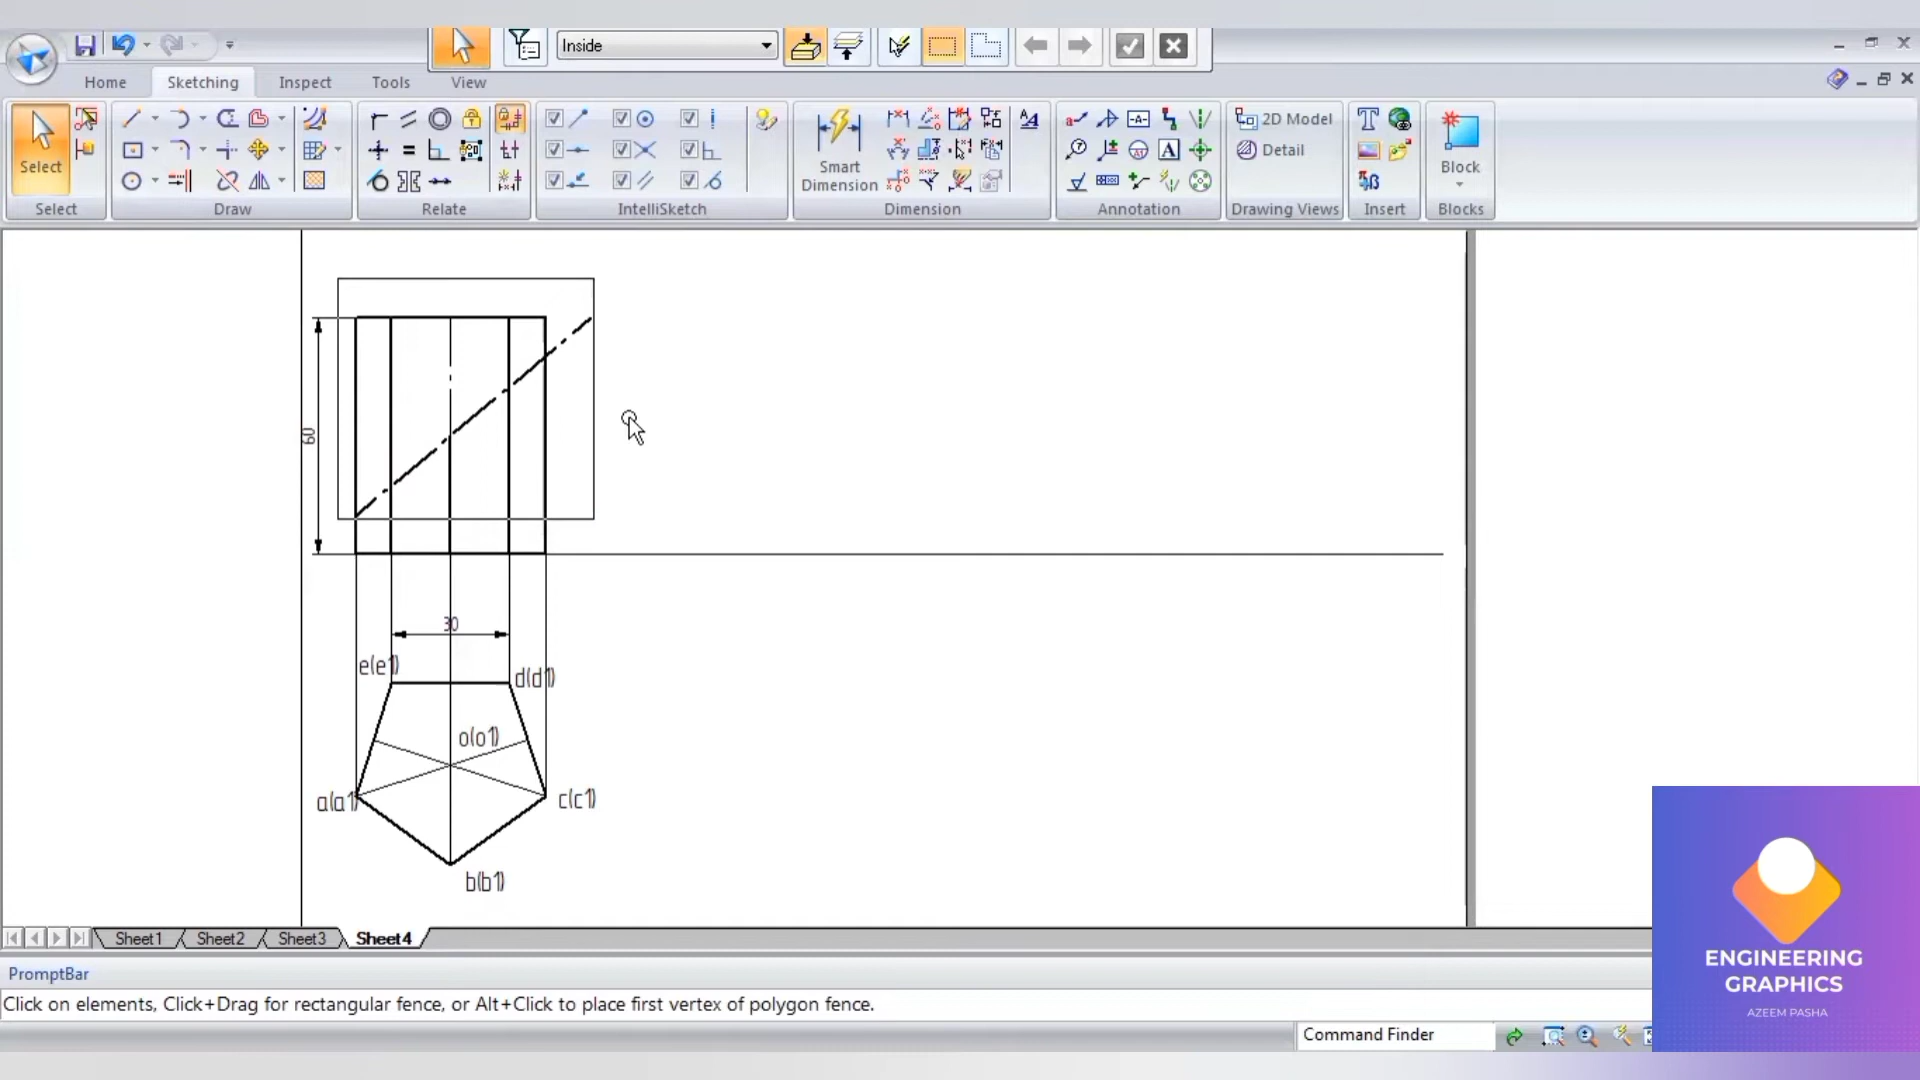 Inside
Home Sketching Inspect Tools View
Select
Smart
Dimension
2D Model
Detail
Block
Select Draw Relate IntelliSketch Dimension Annotation Drawing Views Insert Blocks
60
30
e(e1)
d(d1)
o(o1)
a(a1)
c(c1)
b(b1)
Sheet1 Sheet2 Sheet3 Sheet4
PromptBar
Click on elements, Click+Drag for rectangular fence, or Alt+Click to place first vertex of polygon fence.
Command Finder
ENGINEERING
GRAPHICS
AZEEM PASHA